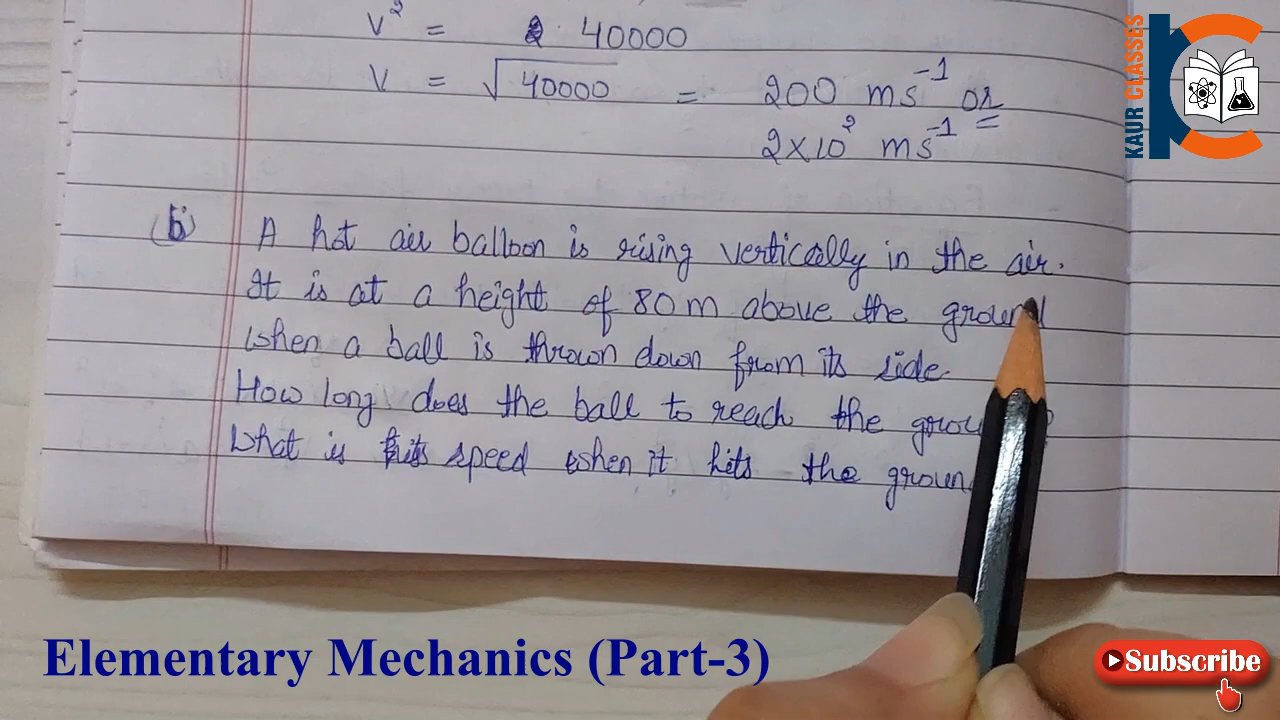 V² = 40000
V = √40000 = 200 ms⁻¹ or
2×10² ms⁻¹
KAUR CLASSES
(b) A hot air balloon is rising vertically in the air.
It is at a height of 80m above the ground
when a ball is thrown down from its side
How long does the ball to reach the
What is its speed when it hits the
Elementary Mechanics (Part-3)
Subscribe